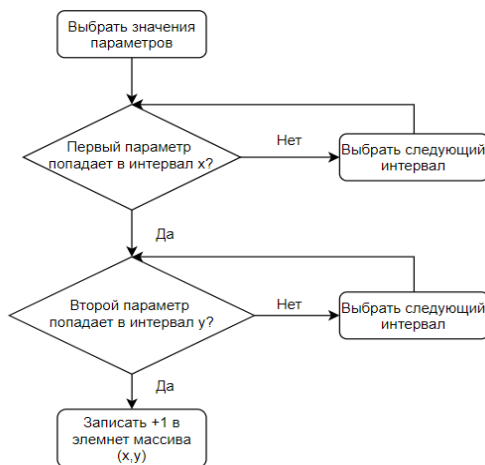 Выбрать значения
параметров
Первый параметр
попадает в интервал x?
Нет
Выбрать следующий
интервал
Да
Второй параметр
попадает в интервал y?
Нет
Выбрать следующий
интервал
Да
Записать +1 в
элемнет массива
(x,y)